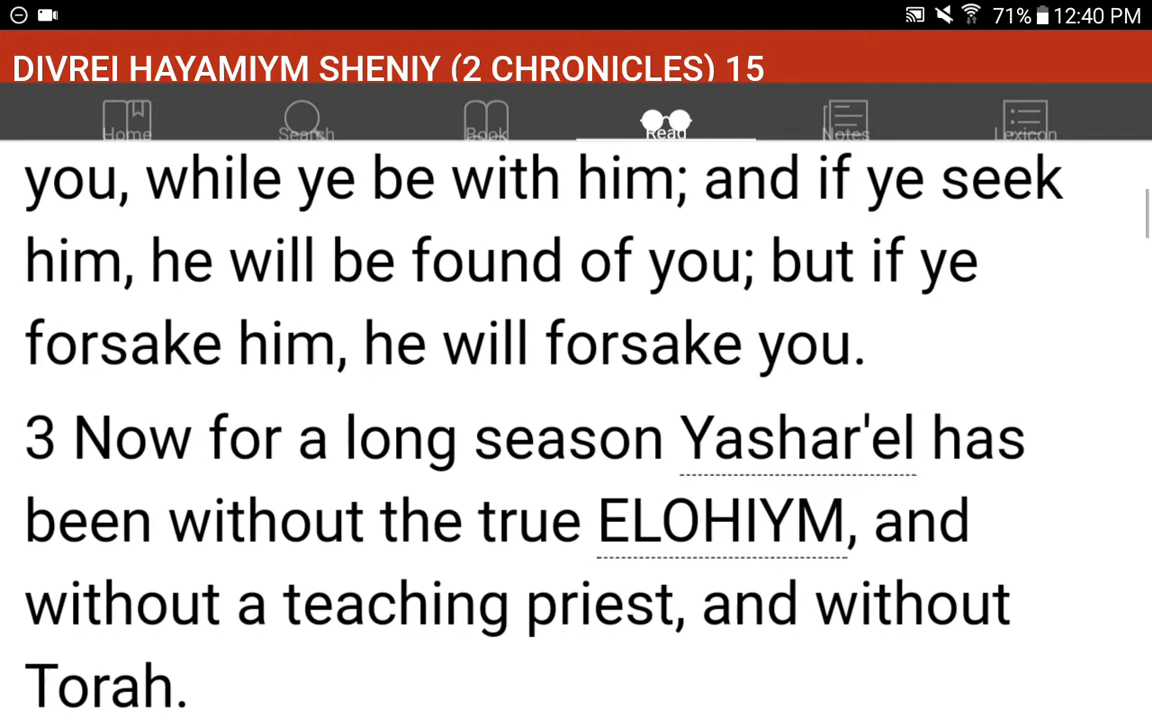 71% 12:40 PM
DIVREI HAYAMIYM SHENIY (2 CHRONICLES) 15
Home Search Book Read Notes Lexicon
you, while ye be with him; and if ye seek
him, he will be found of you; but if ye
forsake him, he will forsake you.
3 Now for a long season Yashar'el has
been without the true ELOHIYM, and
without a teaching priest, and without
Torah.